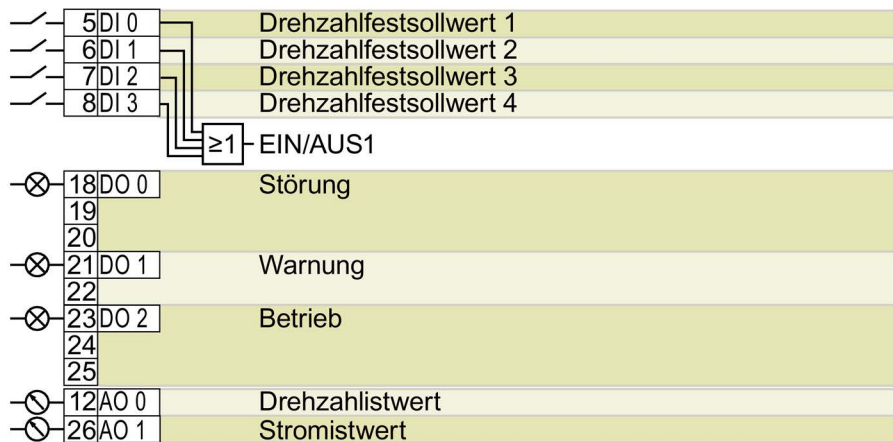 5 DI 0 Drehzahlfestsollwert 1
6 DI 1 Drehzahlfestsollwert 2
7 DI 2 Drehzahlfestsollwert 3
8 DI 3 Drehzahlfestsollwert 4
≥1 EIN/AUS1
18 DO 0 Störung
19
20
21 DO 1 Warnung
22
23 DO 2 Betrieb
24
25
12 AO 0 Drehzahlistwert
26 AO 1 Stromistwert